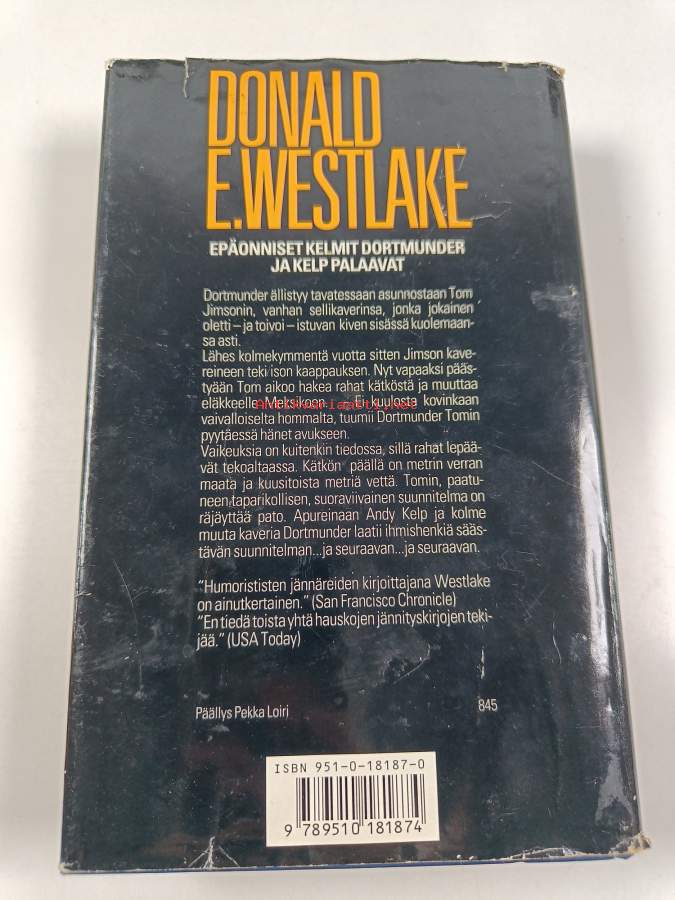 DONALD
E.WESTLAKE
EPÄONNISET KELMIT DORTMUNDER
JA KELP PALAAVAT
Dortmunder ällistyy tavatessaan asunnostaan Tom
Jimsonin, vanhan sellikaverinsa, jonka jokainen
oletti – ja toivoi – istuvan kiven sisässä kuolemaan-
sa asti.
Lähes kolmekymmentä vuotta sitten Jimson kave-
reineen teki ison kaappauksen. Nyt vapaaksi pääs-
tyään Tom aikoo hakea rahat kätköstä ja muuttaa
eläkkeelle Meksikoon. – Ei kuulosta kovinkaan
Antikvariaatti.net
vaivalloiselta hommalta, tuumii Dortmunder Tomin
pyytäessä hänet avukseen.
Vaikeuksia on kuitenkin tiedossa, sillä rahat lepää-
vät tekoaltaassa. Kätkön päällä on metrin verran
maata ja kuusitoista metriä vettä. Tomin, paatu-
neen taparikollisen, suoraviivainen suunnitelma on
räjäyttää pato. Apureinaan Andy Kelp ja kolme
muuta kaveria Dortmunder laatii ihmishenkiä sääs-
tävän suunnitelman...ja seuraavan...ja seuraavan.
"Humorististen jännäreiden kirjoittajana Westlake
on ainutkertainen." (San Francisco Chronicle)
"En tiedä toista yhtä hauskojen jännityskirjojen teki-
jää." (USA Today)
Päällys Pekka Loiri
845
ISBN 951-0-18187-0
9 789510 181874